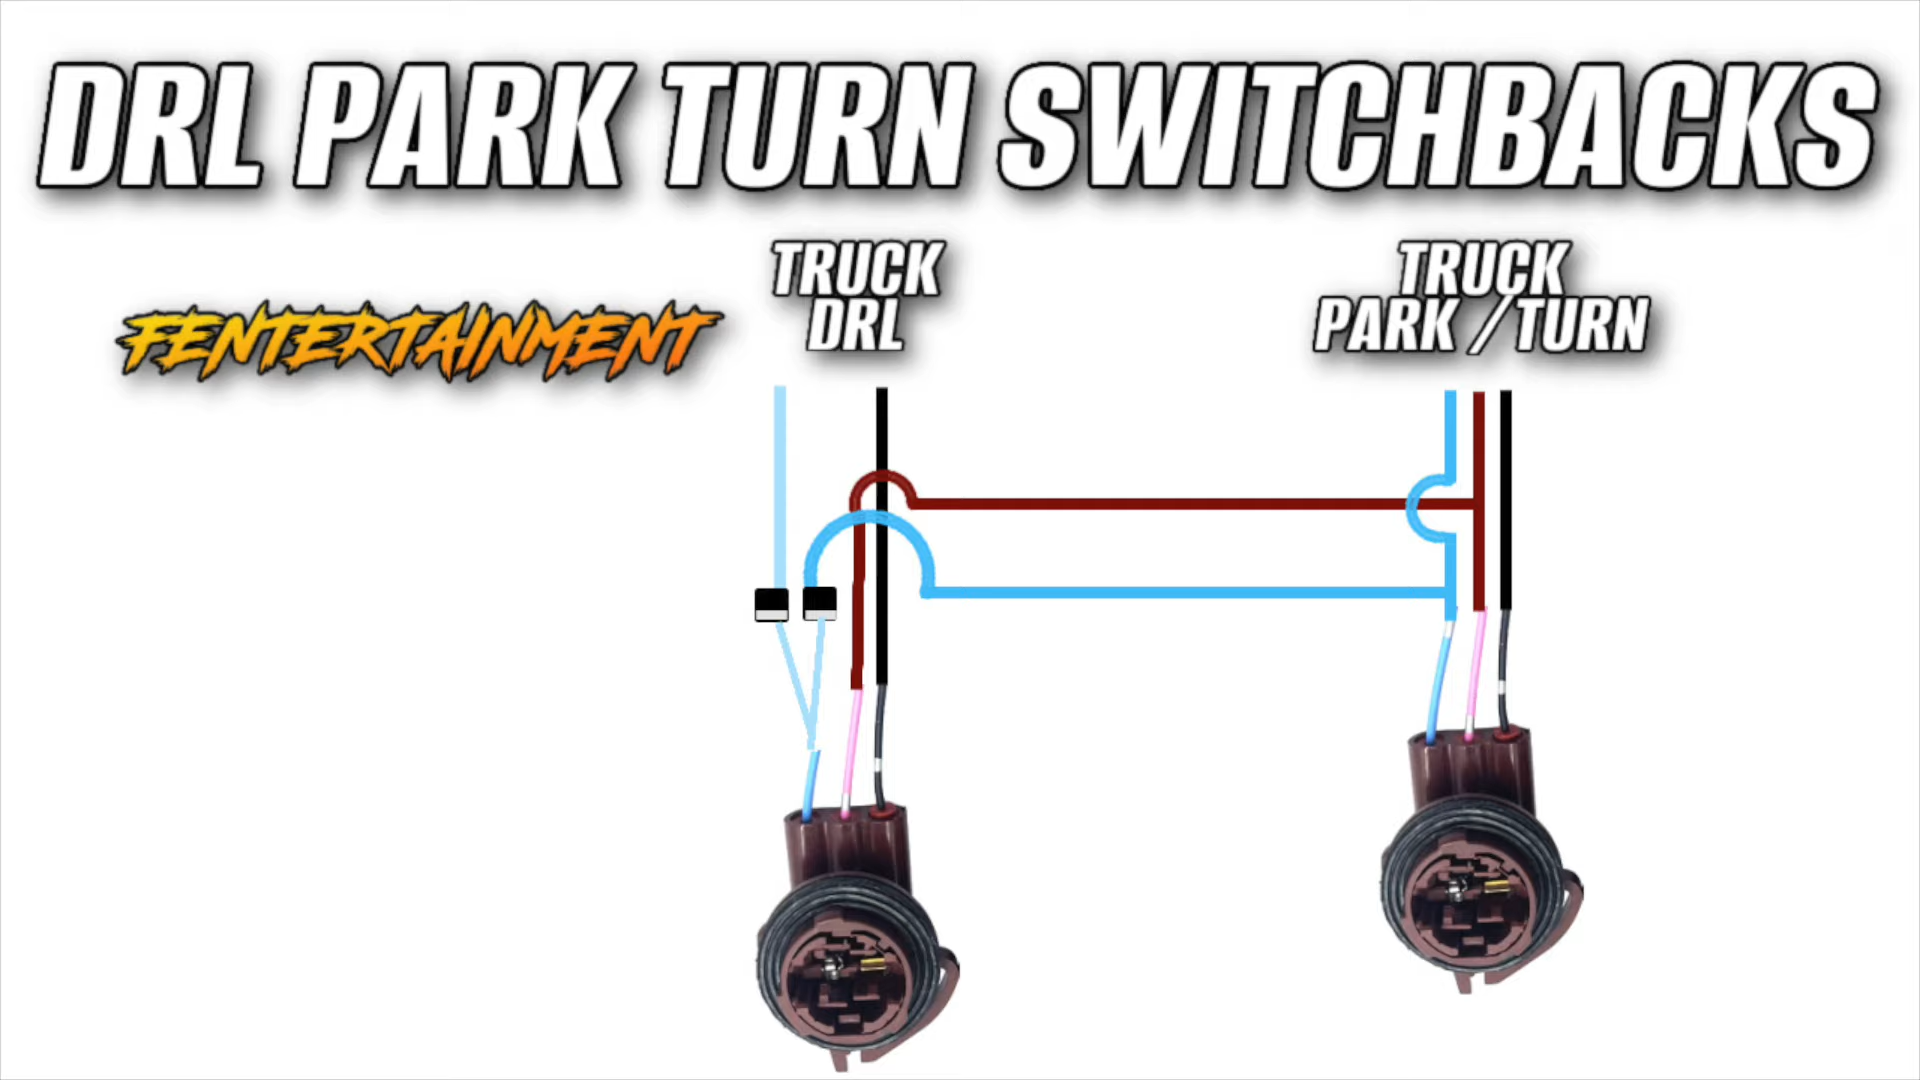 DRL PARK TURN SWITCHBACKS
FENTERTAINMENT
TRUCK
DRL
TRUCK
PARK / TURN